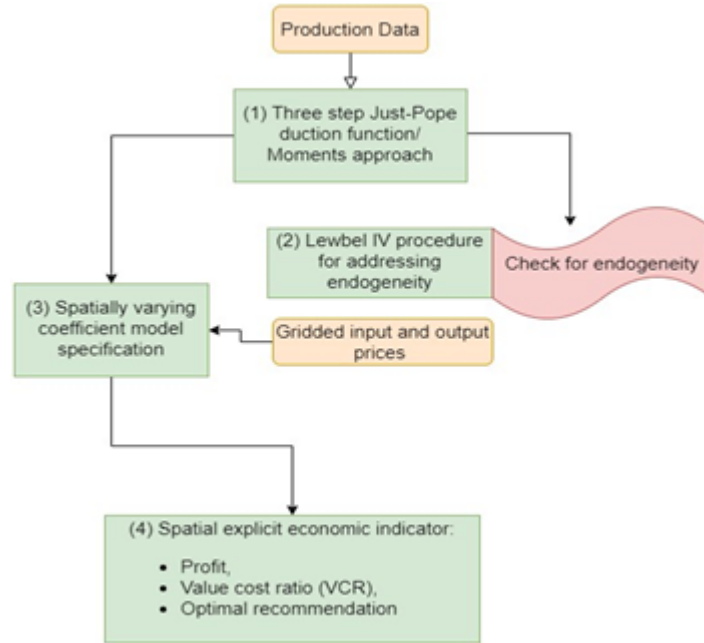 Production Data
(1) Three step Just-Pope
duction function/
Moments approach
(2) Lewbel IV procedure
for addressing
endogeneity
Check for endogeneity
(3) Spatially varying
coefficient model
specification
Gridded input and output
prices
(4) Spatial explicit economic indicator:
• Profit,
• Value cost ratio (VCR),
• Optimal recommendation